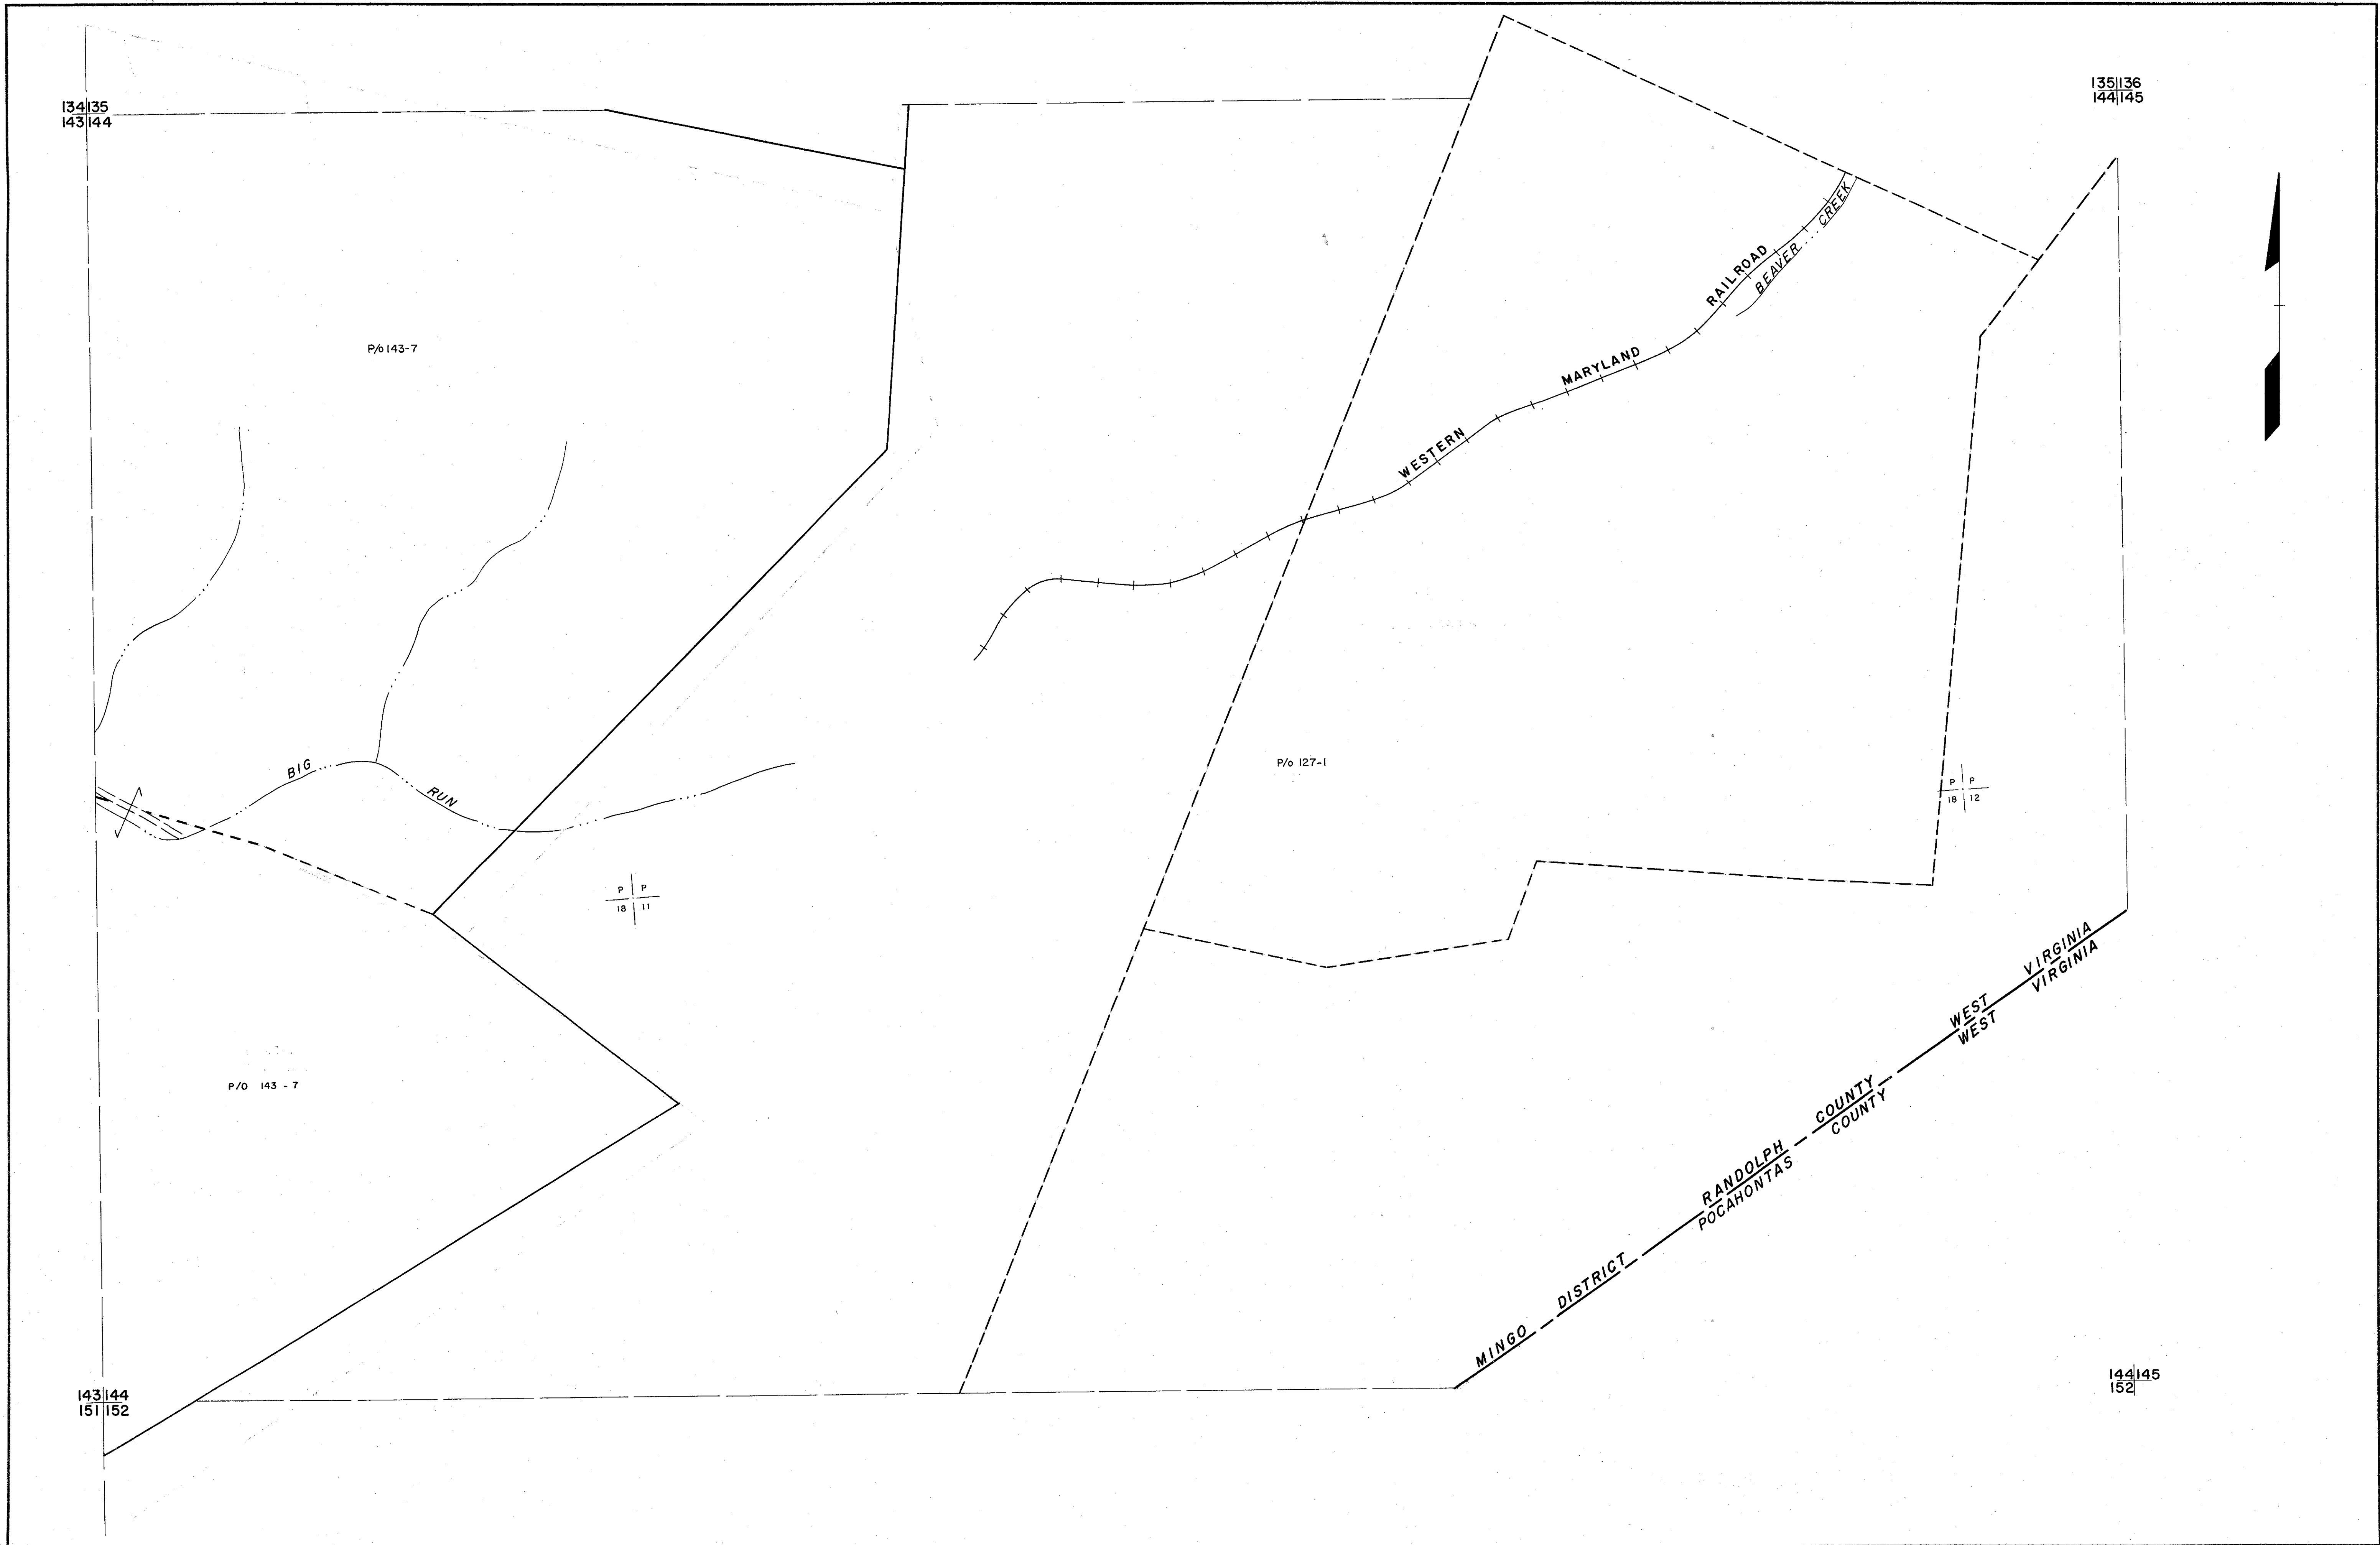 134|135
143|144
135|136
144|145
P/o 143-7
WESTERN MARYLAND RAILROAD
BEAVER CREEK
BIG RUN
P/o 127-1
P P
18 12
P P
18 11
P/O 143 - 7
MINGO DISTRICT RANDOLPH COUNTY WEST VIRGINIA
POCAHONTAS COUNTY WEST VIRGINIA
143|144
151|152
144|145
152